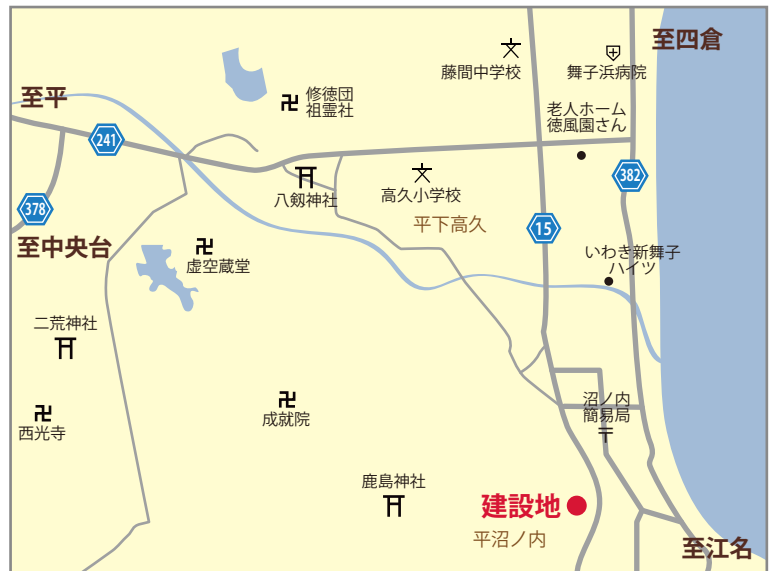 至四倉
藤間中学校
舞子浜病院
至平
修徳団
祖霊社
老人ホーム
徳風園さん
241
382
八剱神社
高久小学校
378
平下高久
15
至中央台
虚空蔵堂
いわき新舞子
ハイツ
二荒神社
沼ノ内
簡易局
西光寺
成就院
鹿島神社
建設地
平沼ノ内
至江名